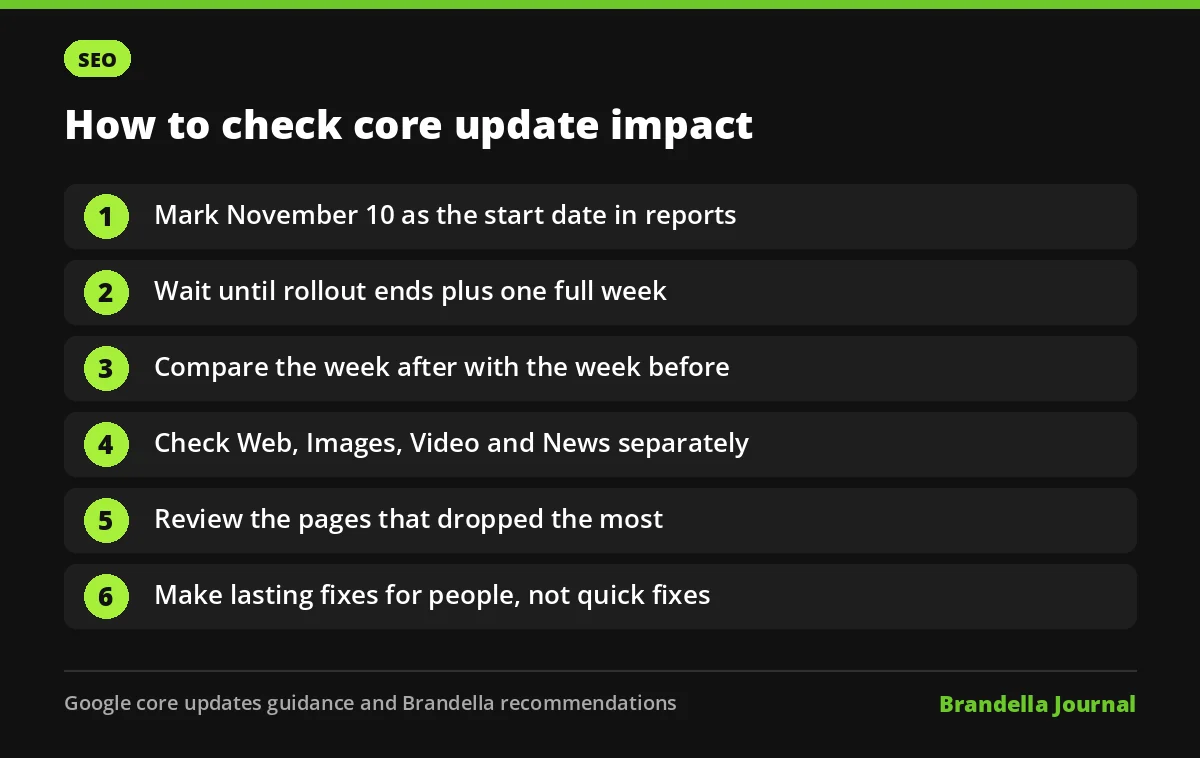 SEO
How to check core update impact
1 Mark November 10 as the start date in reports
2 Wait until rollout ends plus one full week
3 Compare the week after with the week before
4 Check Web, Images, Video and News separately
5 Review the pages that dropped the most
6 Make lasting fixes for people, not quick fixes
Google core updates guidance and Brandella recommendations
Brandella Journal